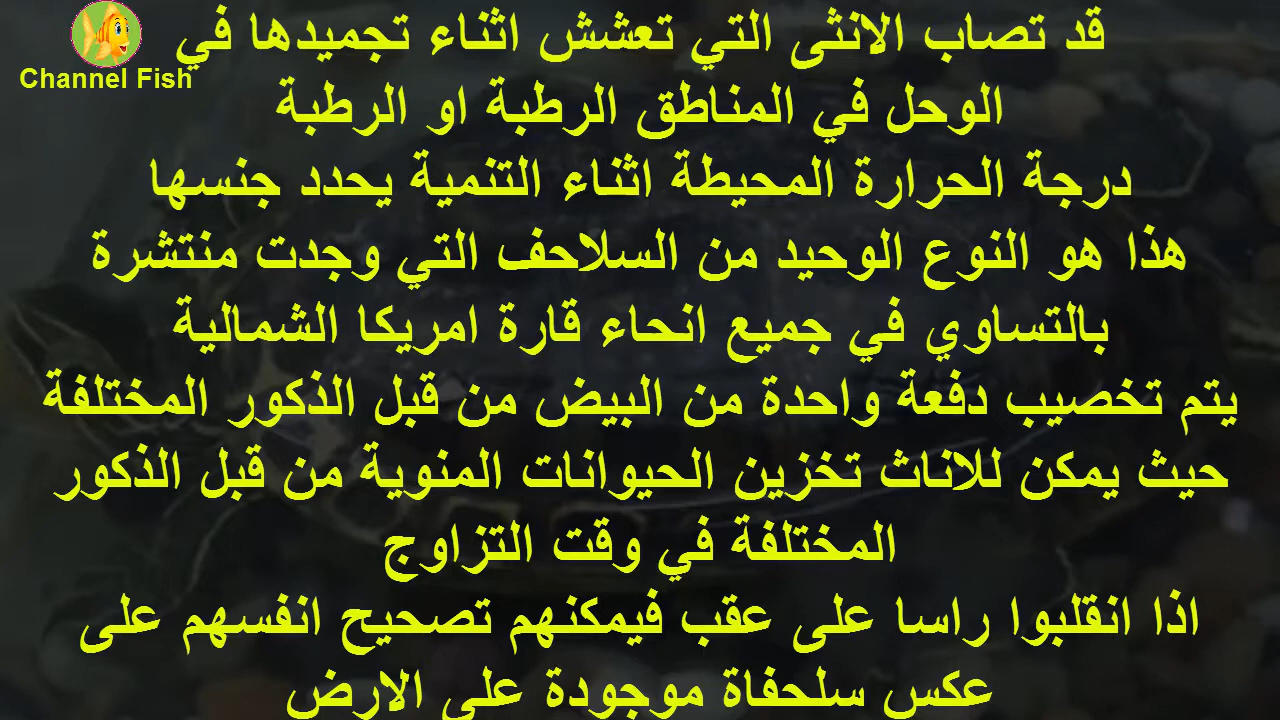 Channel Fish
قد تصاب الانثى التي تعشش اثناء تجميدها في
الوحل في المناطق الرطبة او الرطبة
درجة الحرارة المحيطة اثناء التنمية يحدد جنسها
هذا هو النوع الوحيد من السلاحف التي وجدت منتشرة
بالتساوي في جميع انحاء قارة امريكا الشمالية
يتم تخصيب دفعة واحدة من البيض من قبل الذكور المختلفة
حيث يمكن للاناث تخزين الحيوانات المنوية من قبل الذكور
المختلفة في وقت التزاوج
اذا انقلبوا راسا على عقب فيمكنهم تصحيح انفسهم على
عكس سلحفاة موجودة على الارض